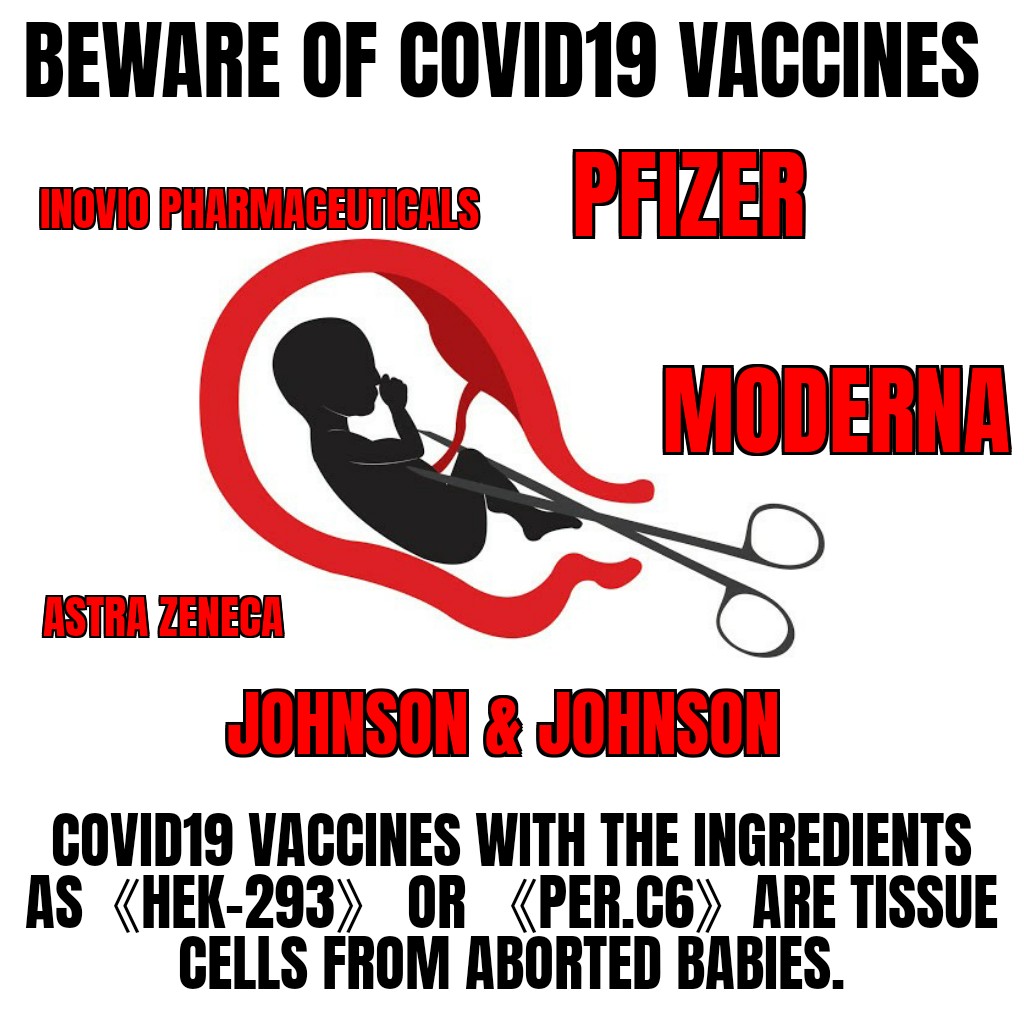 BEWARE OF COVID19 VACCINES
INOVIO PHARMACEUTICALS
PFIZER
MODERNA
ASTRA ZENECA
JOHNSON & JOHNSON
COVID19 VACCINES WITH THE INGREDIENTS
AS《HEK-293》 OR 《PER.C6》ARE TISSUE
CELLS FROM ABORTED BABIES.